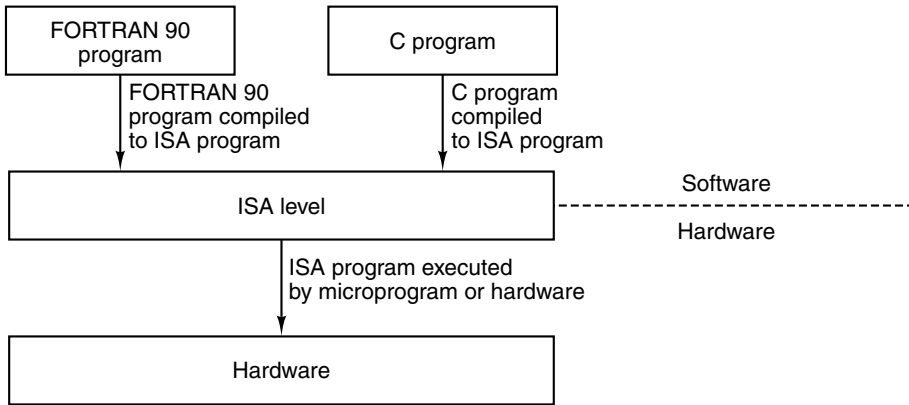 FORTRAN 90
program
C program
FORTRAN 90
program compiled
to ISA program
C program
compiled
to ISA program
ISA level
Software
Hardware
ISA program executed
by microprogram or hardware
Hardware